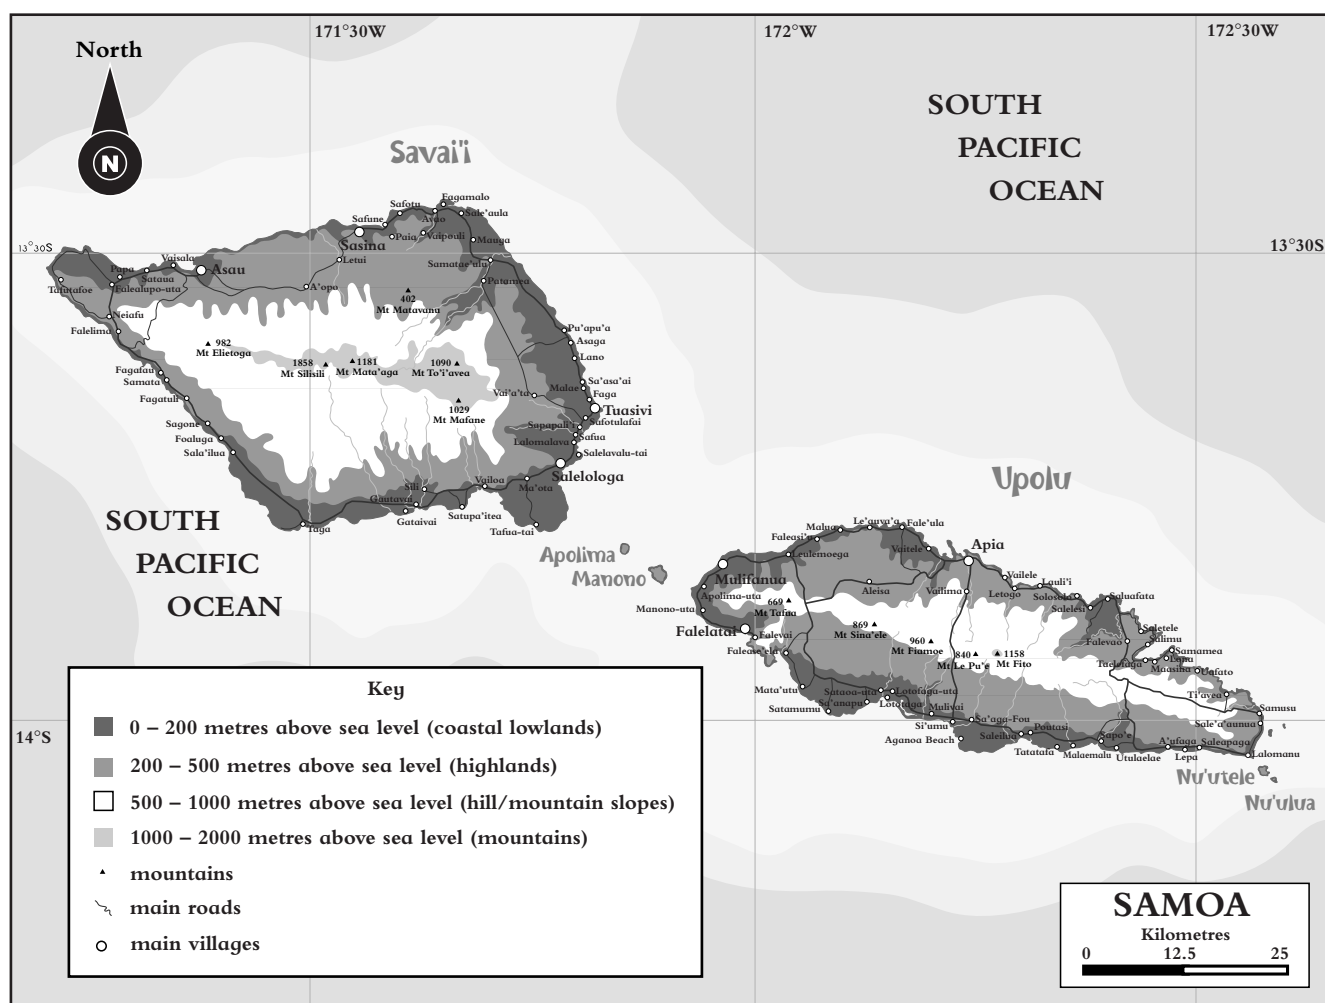 171°30W
172°W
172°30W
North
N
SOUTH
PACIFIC
OCEAN
Savai'i
13°30S
13°30S
Fagamalo
Safotu
Safune
Avao
Sale'aula
Sasina
Paia
Vaipouli
Mauga
Letui
Samatae'ulu
Vaisala
Asau
Papa
Sataua
Tafutafoe
Falealupo-uta
A'opo
Patamea
402
Mt Matavanu
Neiafu
Falelima
Pu'apu'a
Asaga
Lano
982
Mt Elietoga
1858
Mt Silisili
1181
Mt Mata'aga
1090
Mt To'i'avea
Fagafau
Samata
Sa'asa'ai
Malae
Faga
Vai'a'ta
Fagatuli
1029
Mt Mafane
Tuasivi
Safotulafai
Sagone
Sapapali'i
Foaluga
Safua
Lalomalava
Sala'ilua
Salelavalu-tai
Salelologa
Vailoa
Ma'ota
Sili
Gautavai
Gataivai
Satupa'itea
Taga
Tafua-tai
Upolu
SOUTH
PACIFIC
OCEAN
Apolima
Manono
Le'auva'a
Fale'ula
Malua
Faleasi'u
Vaitele
Apia
Leulemoega
Mulifanua
Vailele
Lauli'i
Apolima-uta
Aleisa
Vailima
Letogo
Solosolo
Saluafata
Salelesi
Manono-uta
669
Mt Tafua
Falelatai
Falevai
869
Mt Sina'ele
960
Mt Fiamoe
840
Mt Le Pu'e
1158
Mt Fito
Saletele
Salimu
Falevao
Samamea
Lona
Falease'ela
Taelefaga
Maasina
Uafato
Mata'utu
Sataoa-uta
Lotofaga-uta
Ti'avea
Satamumu
Sa'anapu
Lotofaga
Mulivai
Samusu
Si'umu
Sa'aga-Fou
Poutasi
Sale'a'aunua
Aganoa Beach
Saleilua
Sapo'e
A'ufaga
Saleapaga
Tatatafa
Malaemalu
Utulaelae
Lepa
Lalomanu
Nu'utele
Nu'ulua
14°S
Key
0 – 200 metres above sea level (coastal lowlands)
200 – 500 metres above sea level (highlands)
500 – 1000 metres above sea level (hill/mountain slopes)
1000 – 2000 metres above sea level (mountains)
mountains
main roads
main villages
SAMOA
Kilometres
0 12.5 25